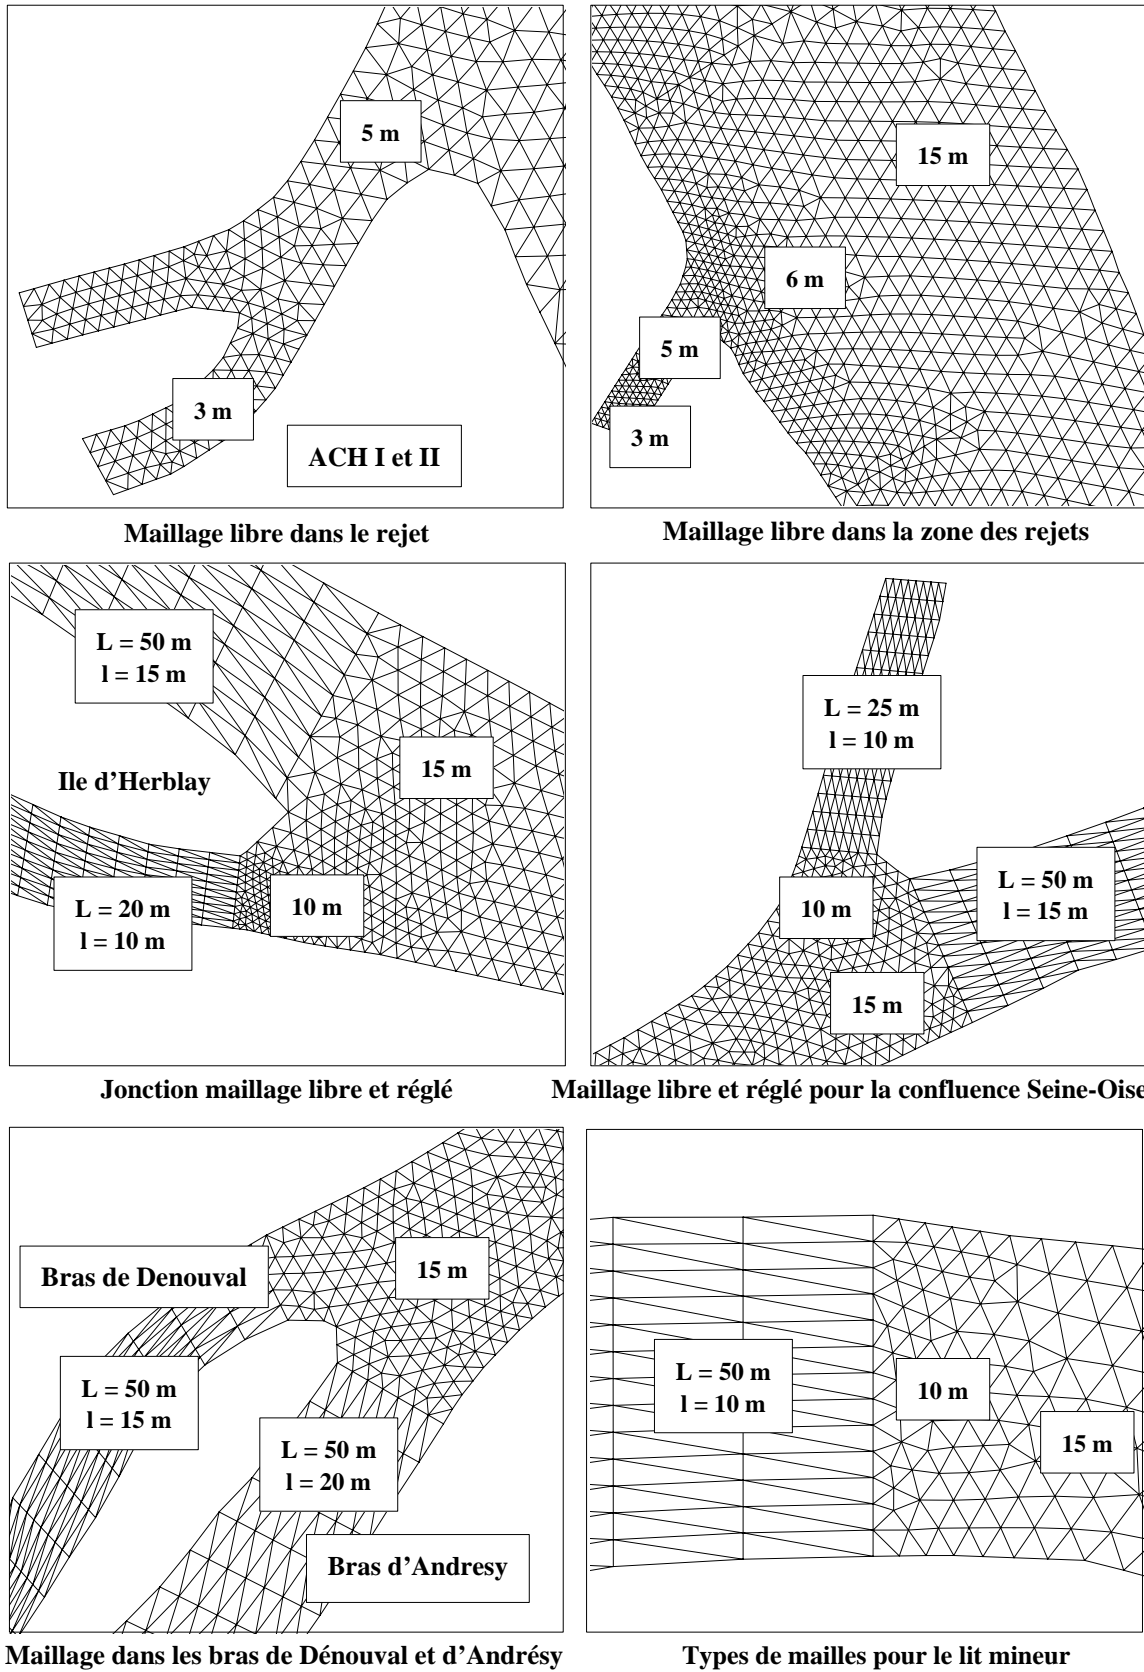 5 m
3 m
ACH I et II
Maillage libre dans le rejet
15 m
6 m
5 m
3 m
Maillage libre dans la zone des rejets
L = 50 m
l = 15 m
15 m
Ile d’Herblay
L = 20 m
l = 10 m
10 m
Jonction maillage libre et réglé
L = 25 m
l = 10 m
L = 50 m
l = 15 m
10 m
15 m
Maillage libre et réglé pour la confluence Seine-Oise
Bras de Denouval
15 m
L = 50 m
l = 15 m
L = 50 m
l = 20 m
Bras d’Andresy
Maillage dans les bras de Dénouval et d’Andrésy
L = 50 m
l = 10 m
10 m
15 m
Types de mailles pour le lit mineur